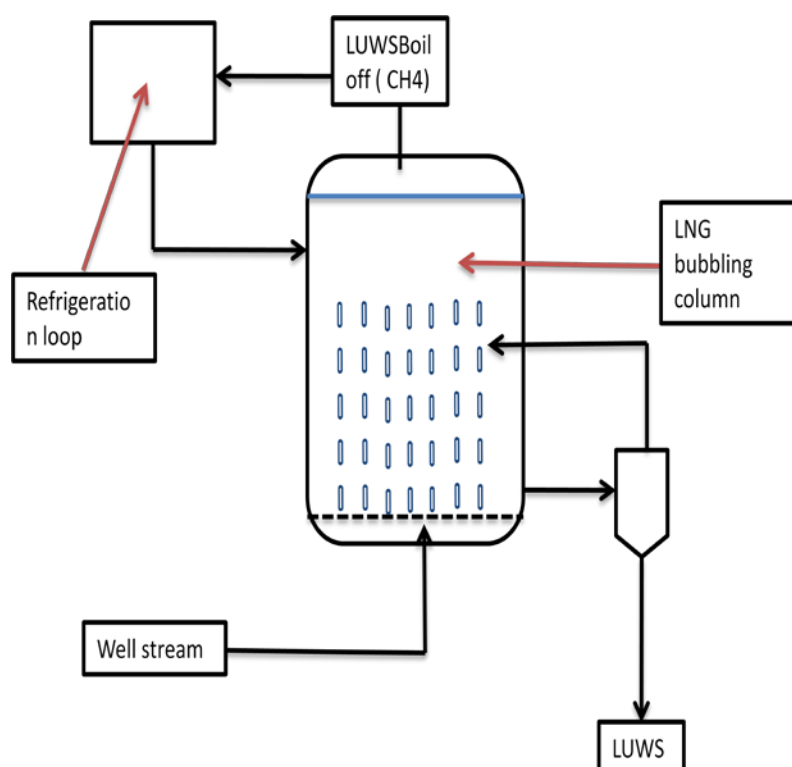 LUWSBoil
off ( CH4)
LNG
bubbling
column
Refrigeratio
n loop
Well stream
LUWS